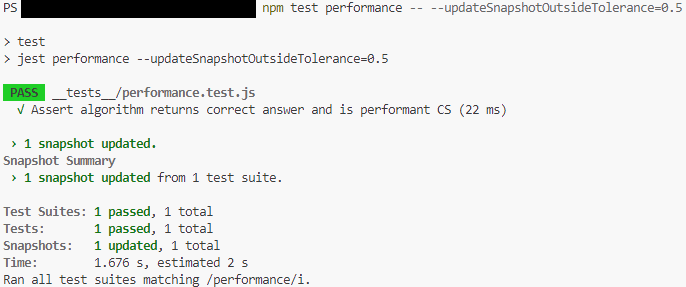 PS npm test performance -- --updateSnapshotOutsideTolerance=0.5
> test
> jest performance --updateSnapshotOutsideTolerance=0.5
PASS __tests__/performance.test.js
√ Assert algorithm returns correct answer and is performant CS (22 ms)
› 1 snapshot updated.
Snapshot Summary
› 1 snapshot updated from 1 test suite.
Test Suites: 1 passed, 1 total
Tests: 1 passed, 1 total
Snapshots: 1 updated, 1 total
Time: 1.676 s, estimated 2 s
Ran all test suites matching /performance/i.